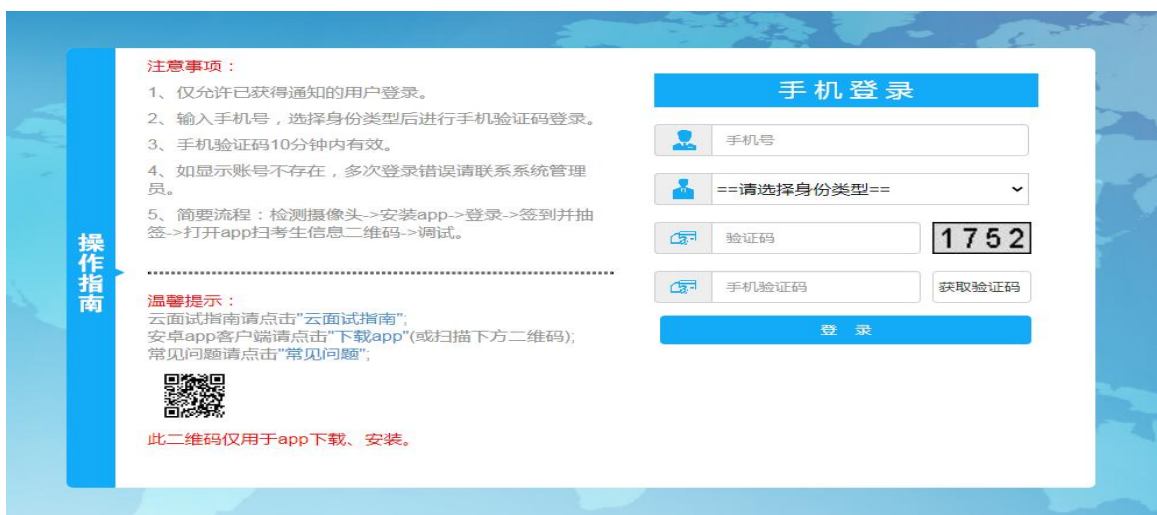 操作指南
注意事项：
1、仅允许已获得通知的用户登录。
2、输入手机号，选择身份类型后进行手机验证码登录。
3、手机验证码10分钟内有效。
4、如显示账号不存在，多次登录错误请联系系统管理
员。
5、简要流程：检测摄像头->安装app->登录->签到并抽
签->打开app扫考生信息二维码->调试。
温馨提示：
云面试指南请点击"云面试指南";
安卓app客户端请点击"下载app"(或扫描下方二维码);
常见问题请点击"常见问题";
此二维码仅用于app下载、安装。
手机登录
手机号
==请选择身份类型==
验证码 1752
手机验证码 获取验证码
登 录